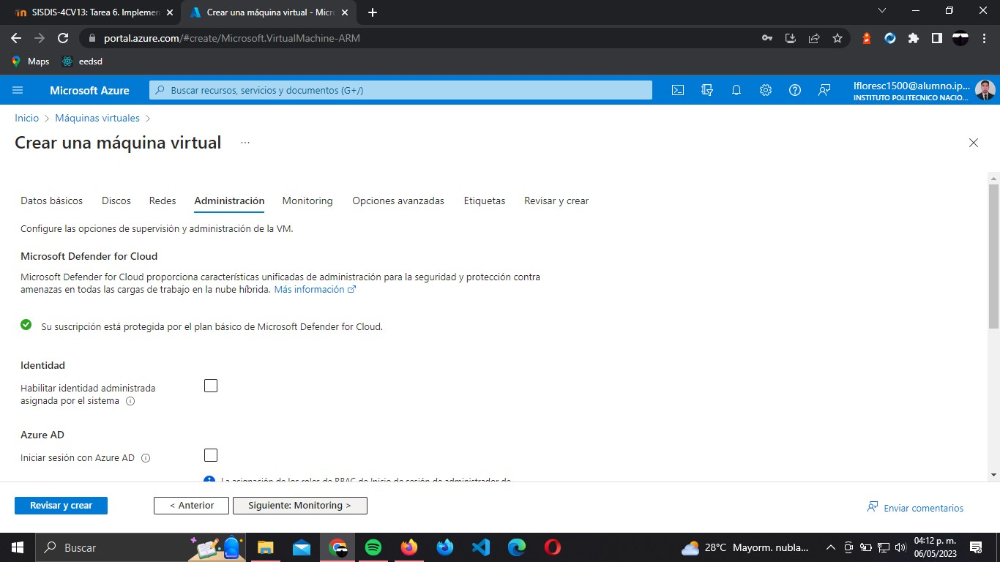 SISDIS-4CV13: Tarea 6. Implemen
Crear una máquina virtual - Micro
portal.azure.com/#create/Microsoft.VirtualMachine-ARM
Maps
eedsd
Microsoft Azure
Buscar recursos, servicios y documentos (G+/)
lfloresc1500@alumno.ip...
INSTITUTO POLITECNICO NACIO...
Inicio > Máquinas virtuales >
Crear una máquina virtual ...
Datos básicos Discos Redes Administración Monitoring Opciones avanzadas Etiquetas Revisar y crear
Configure las opciones de supervisión y administración de la VM.
Microsoft Defender for Cloud
Microsoft Defender for Cloud proporciona características unificadas de administración para la seguridad y protección contra
amenazas en todas las cargas de trabajo en la nube híbrida. Más información
Su suscripción está protegida por el plan básico de Microsoft Defender for Cloud.
Identidad
Habilitar identidad administrada
asignada por el sistema
Azure AD
Iniciar sesión con Azure AD
La asignación de los roles de RBAC de Inicio de sesión de administrador de
Revisar y crear
< Anterior
Siguiente: Monitoring >
Enviar comentarios
Buscar
28°C Mayorm. nubla...
04:12 p. m.
06/05/2023